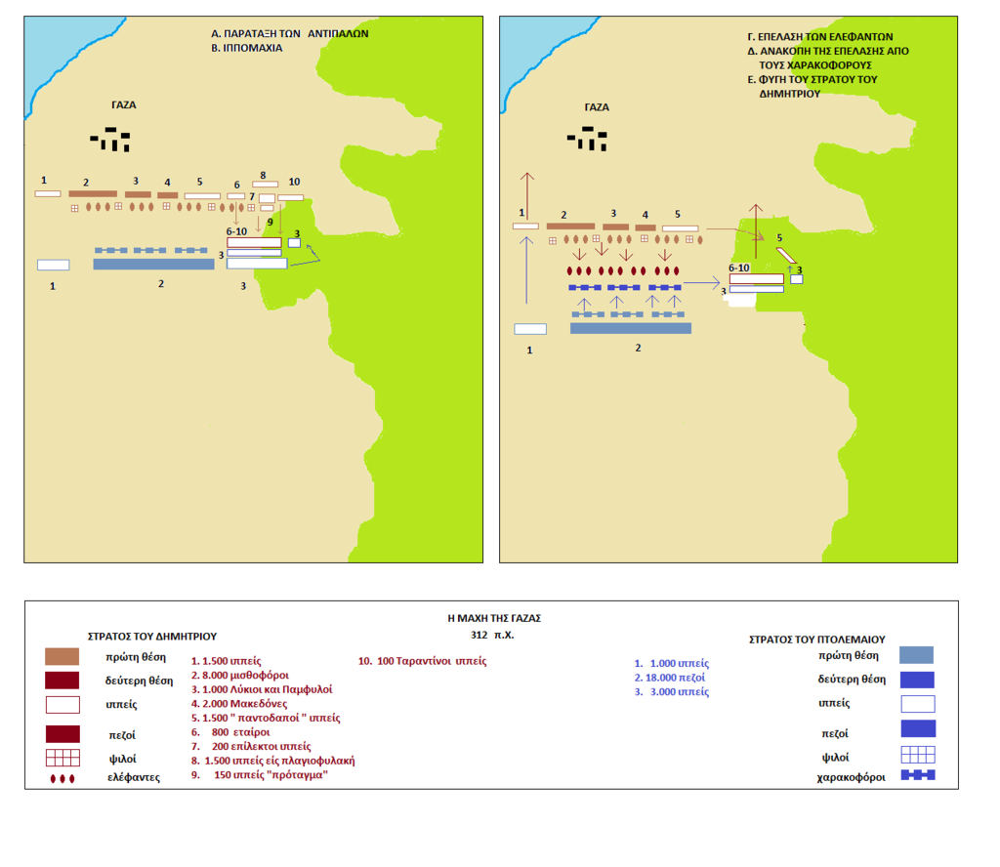 Α. ΠΑΡΑΤΑΞΗ ΤΩΝ ΑΝΤΙΠΑΛΩΝ
Β. ΙΠΠΟΜΑΧΙΑ
ΓΑΖΑ
1 2 3 4 5 6 7 8 10
9
6-10 3
3
1 2 3
Γ. ΕΠΕΛΑΣΗ ΤΩΝ ΕΛΕΦΑΝΤΩΝ
Δ. ΑΝΑΚΟΠΗ ΤΗΣ ΕΠΕΛΑΣΗΣ ΑΠΟ
ΤΟΥΣ ΧΑΡΑΚΟΦΟΡΟΥΣ
Ε. ΦΥΓΗ ΤΟΥ ΣΤΡΑΤΟΥ ΤΟΥ
ΔΗΜΗΤΡΙΟΥ
ΓΑΖΑ
1 2 3 4 5
5
6-10 3
3
1 2
Η ΜΑΧΗ ΤΗΣ ΓΑΖΑΣ
312 π.Χ.
ΣΤΡΑΤΟΣ ΤΟΥ ΔΗΜΗΤΡΙΟΥ
πρώτη θέση
δεύτερη θέση
ιππείς
πεζοί
ψιλοί
ελέφαντες
1. 1.500 ιππείς
2. 8.000 μισθοφόροι
3. 1.000 Λύκιοι και Παμφυλοί
4. 2.000 Μακεδόνες
5. 1.500 " παντοδαποί " ιππείς
6. 800 εταίροι
7. 200 επίλεκτοι ιππείς
8. 1.500 ιππείς είς πλαγιοφυλακή
9. 150 ιππείς "πρόταγμα"
10. 100 Ταραντίνοι ιππείς
1. 1.000 ιππείς
2. 18.000 πεζοί
3. 3.000 ιππείς
ΣΤΡΑΤΟΣ ΤΟΥ ΠΤΟΛΕΜΑΙΟΥ
πρώτη θέση
δεύτερη θέση
ιππείς
πεζοί
ψιλοί
χαρακοφόροι